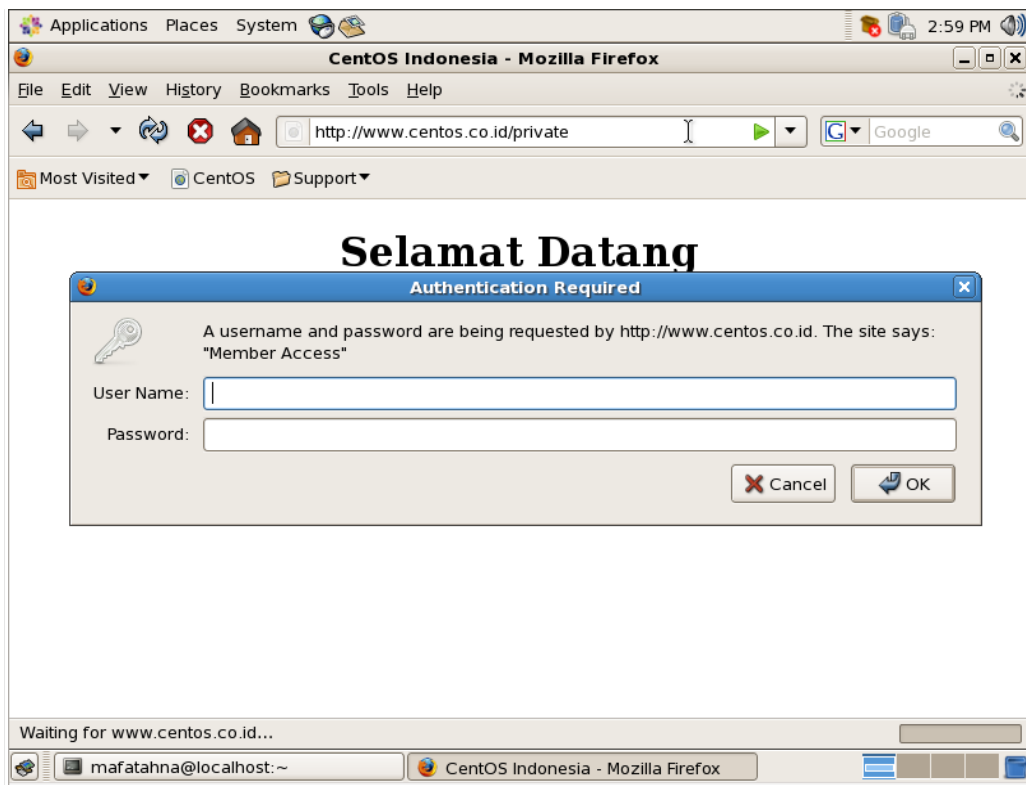 Applications Places System 2:59 PM
CentOS Indonesia - Mozilla Firefox
File Edit View History Bookmarks Tools Help
http://www.centos.co.id/private G Google
Most Visited CentOS Support
Selamat Datang
Authentication Required
A username and password are being requested by http://www.centos.co.id. The site says:
"Member Access"
User Name:
Password:
Cancel OK
Waiting for www.centos.co.id...
mafatahna@localhost:~ CentOS Indonesia - Mozilla Firefox